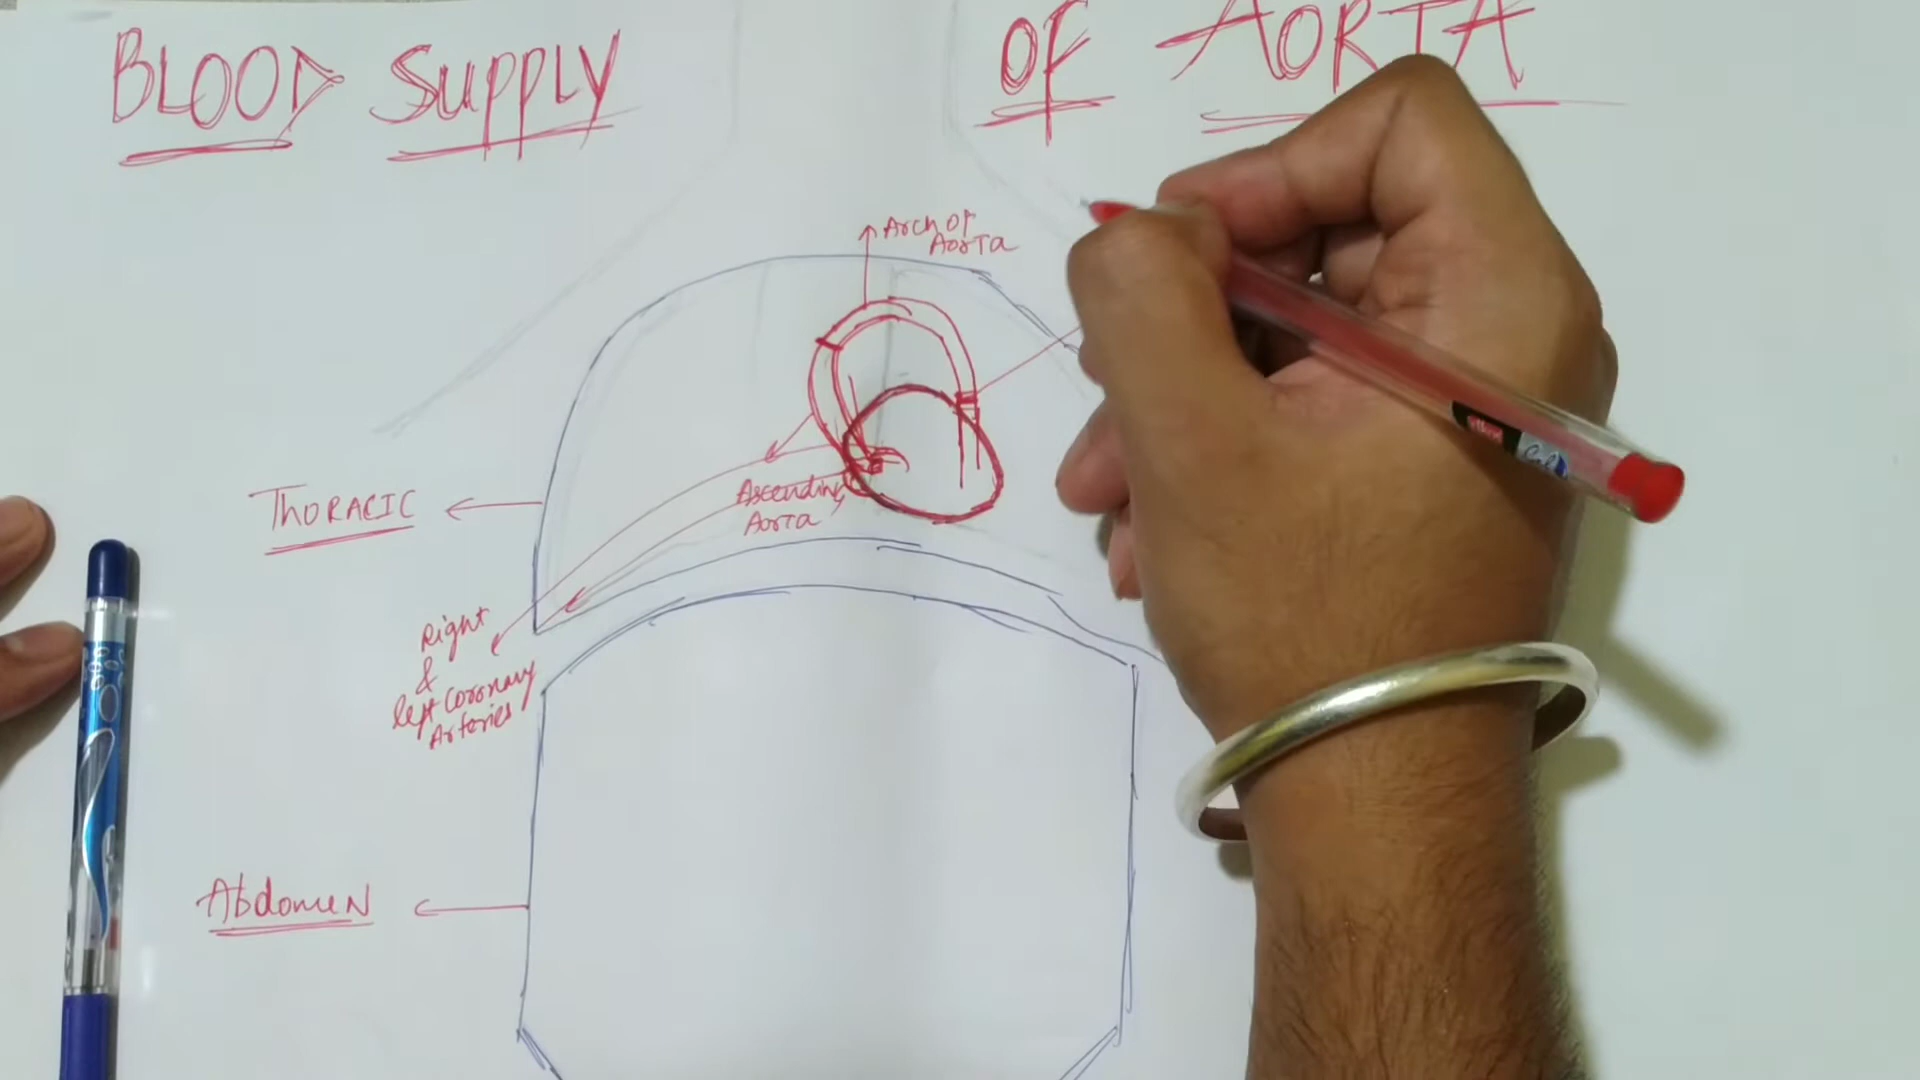 BLOOD SUPPLY OF AORTA
Arch of
Aorta
THORACIC
Ascending
Aorta
Right
&
left Coronary
Arteries
AbdomeN